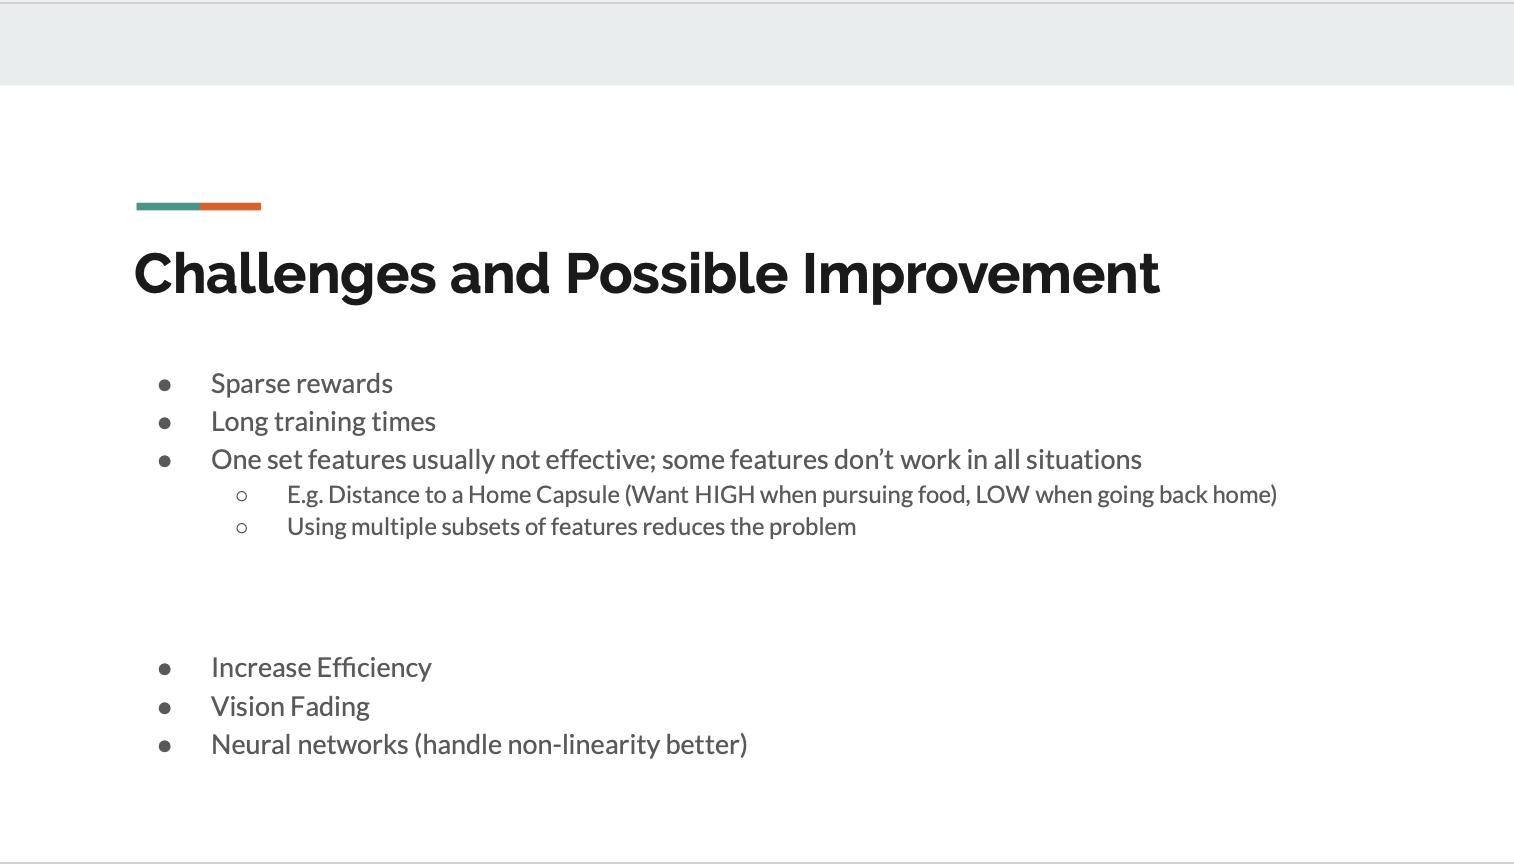 Challenges and Possible Improvement
● Sparse rewards
● Long training times
● One set features usually not effective; some features don’t work in all situations
○ E.g. Distance to a Home Capsule (Want HIGH when pursuing food, LOW when going back home)
○ Using multiple subsets of features reduces the problem
● Increase Efficiency
● Vision Fading
● Neural networks (handle non-linearity better)